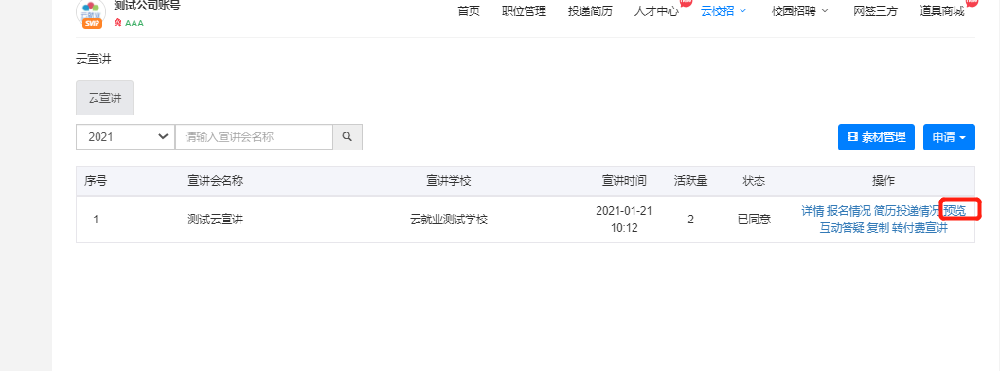 测试公司账号
云就业
SVIP
AAA
首页 职位管理 投递简历 人才中心 云校招 校园招聘 网签三方 道具商城
云宣讲
云宣讲
2021 请输入宣讲会名称 素材管理 申请
序号 宣讲会名称 宣讲学校 宣讲时间 活跃量 状态 操作
1 测试云宣讲 云就业测试学校 2021-01-21 10:12 2 已同意 详情 报名情况 简历投递情况 预览
互动答疑 复制 转付费宣讲